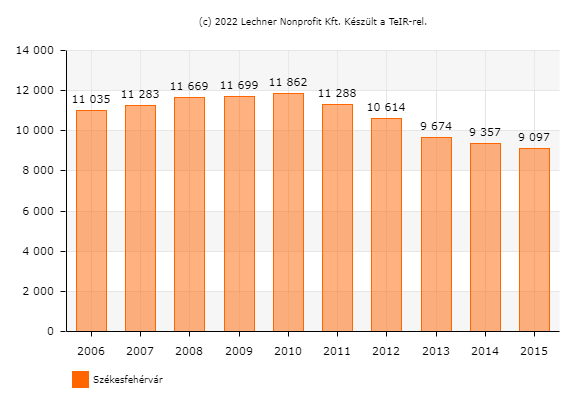 (c) 2022 Lechner Nonprofit Kft. Készült a TeIR-rel.
14 000
12 000
10 000
8 000
6 000
4 000
2 000
0
11 035 11 283 11 669 11 699 11 862 11 288 10 614 9 674 9 357 9 097
2006 2007 2008 2009 2010 2011 2012 2013 2014 2015
Székesfehérvár